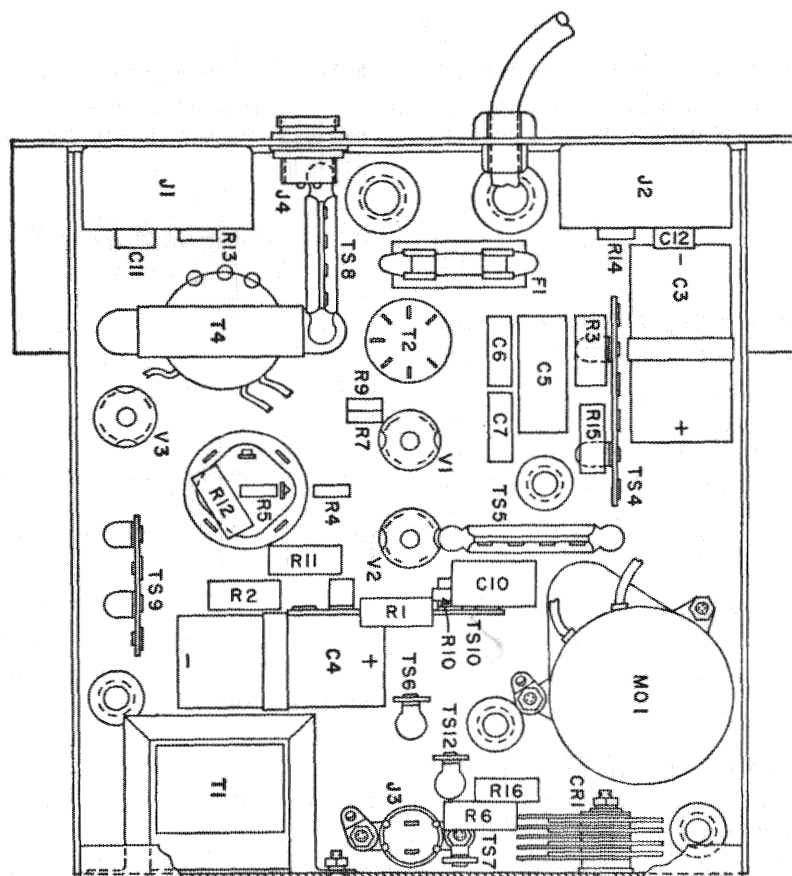 J1
J4
J2
C11
R13
TS8
F1
R14
C12
−
C3
+
T4
T2
C6
C5
R3
V3
R9
R7
V1
C7
R15
TS4
R12
R5
R4
TS5
V2
R11
C10
TS9
R2
R1
R10
TS10
−
C4
+
TS6
M01
TS12
T1
J3
R16
CR1
R6
TS7